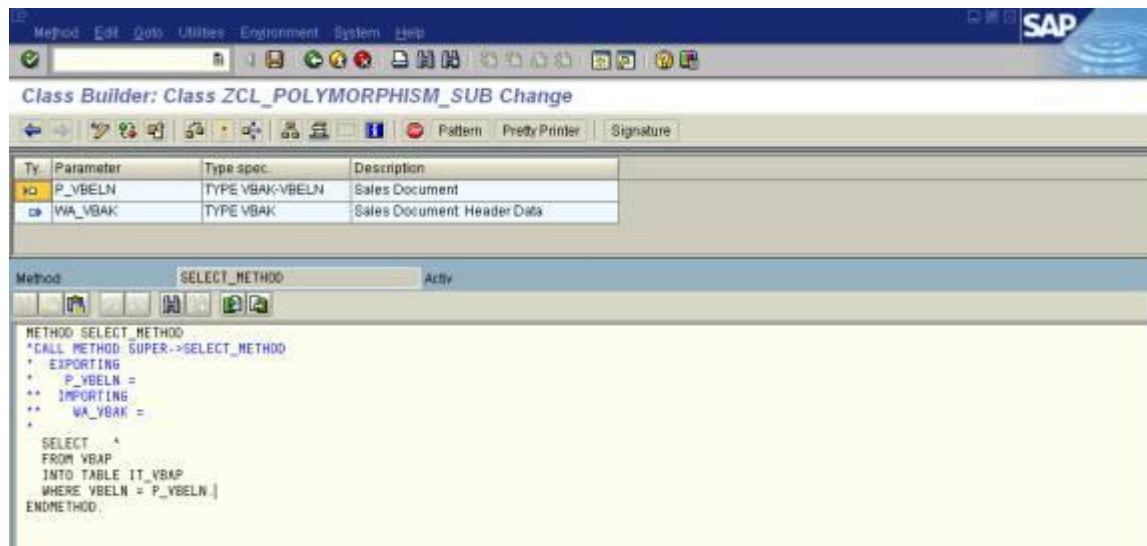 Method Edit Goto Utilities Environment System Help
SAP
Class Builder: Class ZCL_POLYMORPHISM_SUB Change
Pattern Pretty Printer Signature
Ty. Parameter Type spec. Description
P_VBELN TYPE VBAK-VBELN Sales Document
WA_VBAK TYPE VBAK Sales Document: Header Data
Method SELECT_METHOD Activ
METHOD SELECT_METHOD
*CALL METHOD SUPER->SELECT_METHOD
* EXPORTING
* P_VBELN =
** IMPORTING
** WA_VBAK =
*
SELECT *
FROM VBAP
INTO TABLE IT_VBAP
WHERE VBELN = P_VBELN.
ENDMETHOD.